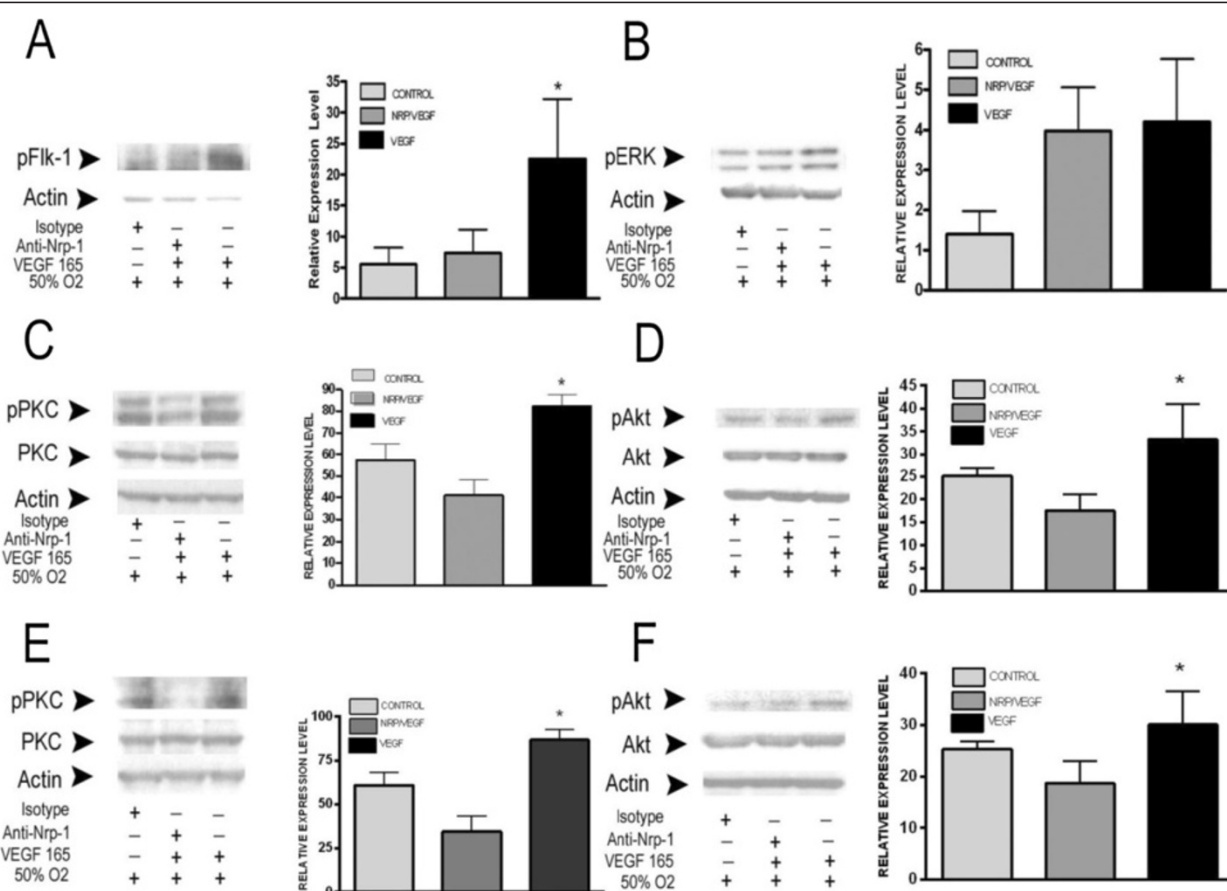 A
pFlk-1
Actin
Isotype + – –
Anti-Nrp-1 – + –
VEGF 165 – + +
50% O2 + + +
Relative Expression Level
35
30
25
20
15
10
5
0
CONTROL
NRP/VEGF
VEGF
*
B
pERK
Actin
Isotype + – –
Anti-Nrp-1 – + –
VEGF 165 – + +
50% O2 + + +
RELATIVE EXPRESSION LEVEL
6
5
4
3
2
1
0
CONTROL
NRP/VEGF
VEGF
C
pPKC
PKC
Actin
Isotype + – –
Anti-Nrp-1 – + –
VEGF 165 – + +
50% O2 + + +
RELATIVE EXPRESSION LEVEL
90
80
70
60
50
40
30
20
10
0
CONTROL
NRP/VEGF
VEGF
*
D
pAkt
Akt
Actin
Isotype + – –
Anti-Nrp-1 – + –
VEGF 165 – + +
50% O2 + + +
RELATIVE EXPRESSION LEVEL
45
40
35
25
20
15
5
0
CONTROL
NRP/VEGF
VEGF
*
E
pPKC
PKC
Actin
Isotype + – –
Anti-Nrp-1 – + –
VEGF 165 – + +
50% O2 + + +
RELATIVE EXPRESSION LEVEL
100
75
50
25
CONTROL
NRP/VEGF
VEGF
*
F
pAkt
Akt
Actin
Isotype + – –
Anti-Nrp-1 – + –
VEGF 165 – + +
50% O2 + + +
RELATIVE EXPRESSION LEVEL
40
30
20
10
0
CONTROL
NRP/VEGF
VEGF
*